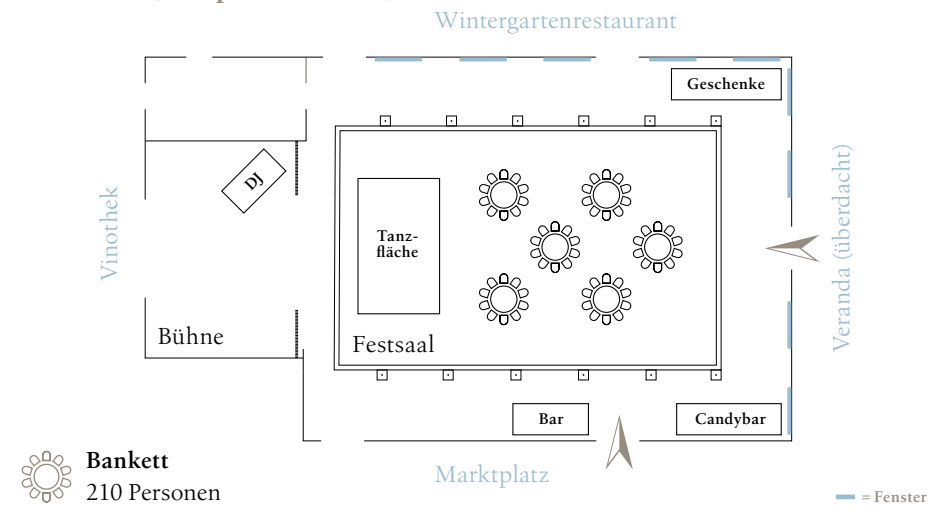 Wintergartenrestaurant
Geschenke
DJ
Tanz-
fläche
Vinothek
Veranda (überdacht)
Bühne
Festsaal
Bar
Candybar
Marktplatz
Bankett
210 Personen
= Fenster